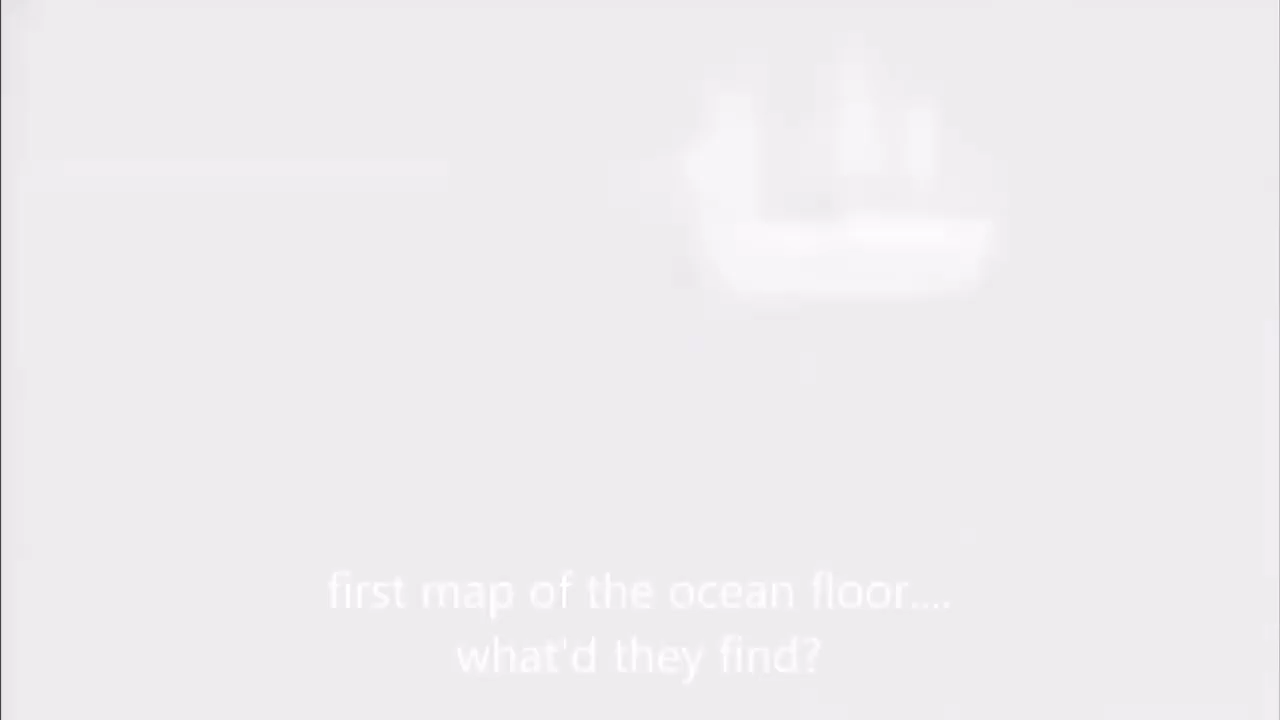 first map of the ocean floor....
what'd they find?